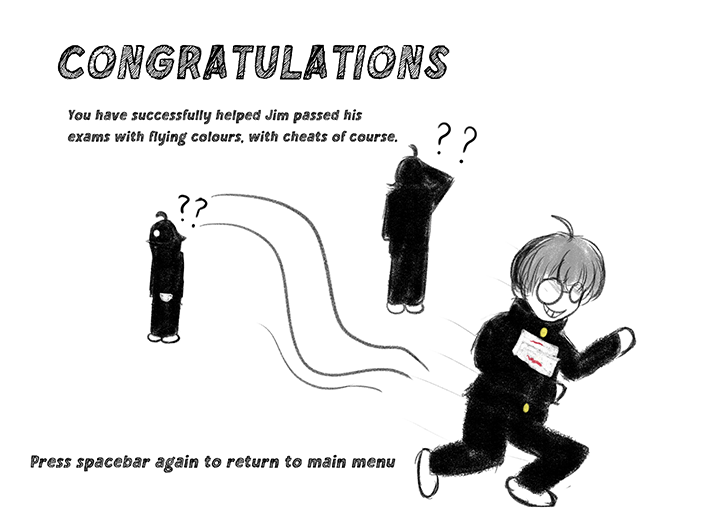 CONGRATULATIONS
You have successfully helped Jim passed his
exams with flying colours, with cheats of course.
? ?
??
Press spacebar again to return to main menu